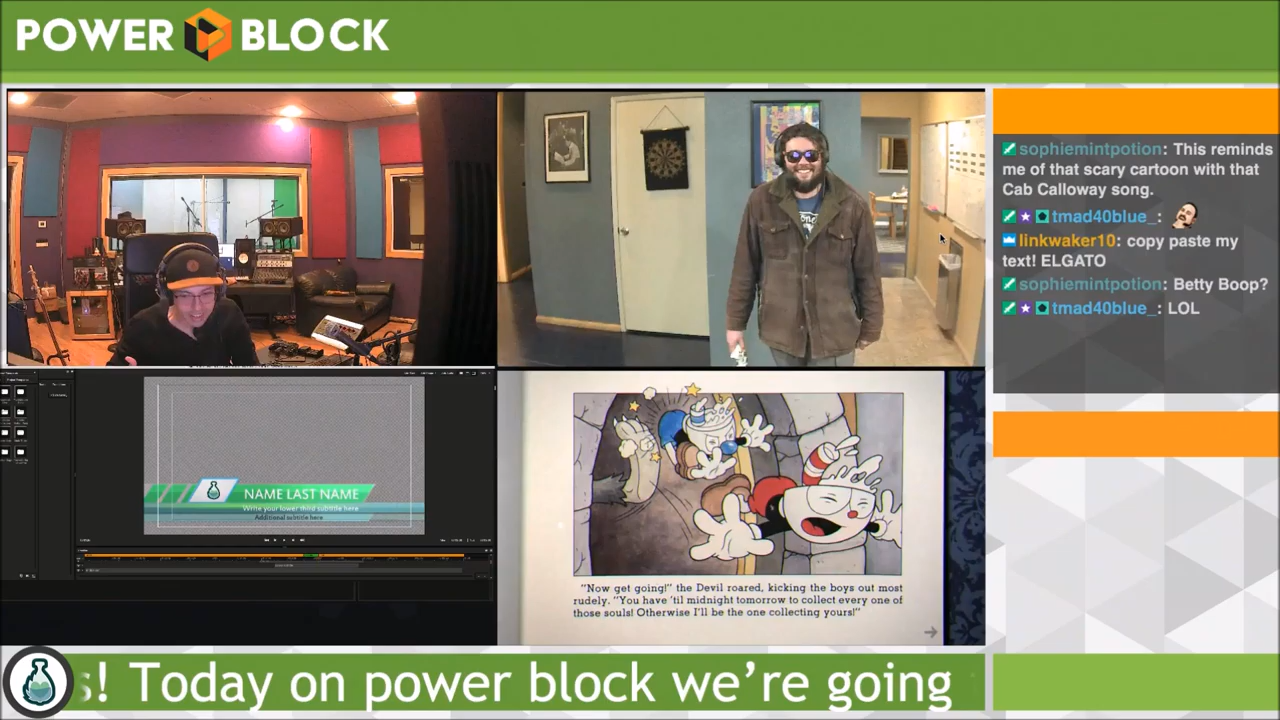 POWER BLOCK
sophiemintpotion: This reminds
me of that scary cartoon with that
Cab Calloway song.
tmad40blue_:
linkwaker10: copy paste my
text! ELGATO
sophiemintpotion: Betty Boop?
tmad40blue_: LOL
NAME LAST NAME
Write your lower third subtitle here
Additional subtitle here
"Now get going!" the Devil roared, kicking the boys out most
rudely. "You have 'til midnight tomorrow to collect every one of
those souls! Otherwise I'll be the one collecting yours!"
s! Today on power block we're going